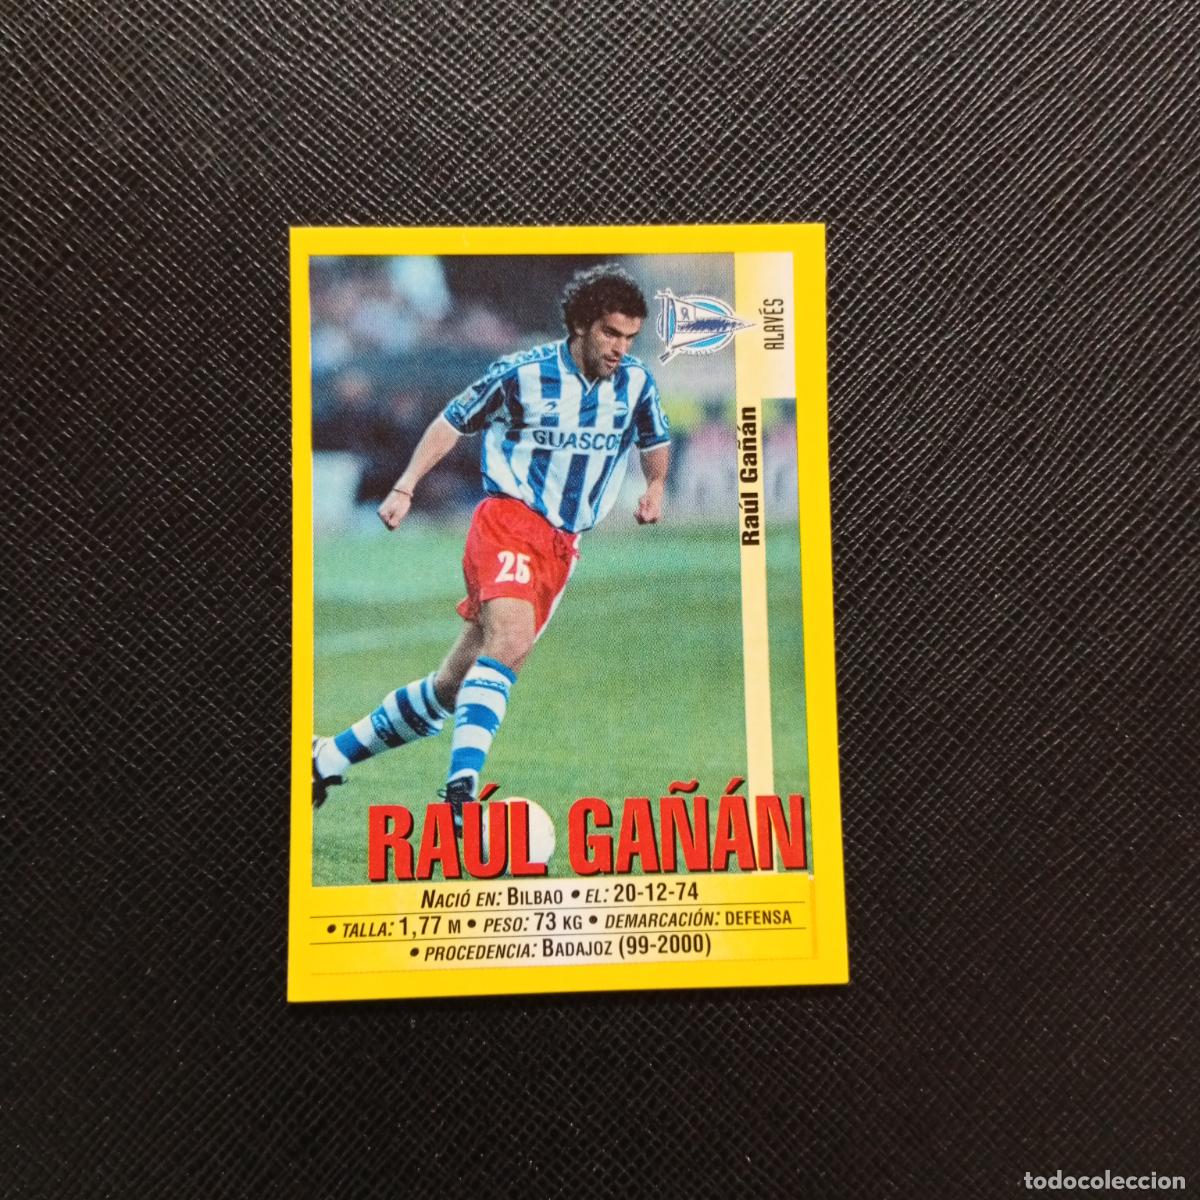 ALAVÉS
Raúl Gañán
GUASCOR
25
RAÚL GAÑÁN
NACIÓ EN: BILBAO • EL: 20-12-74
• TALLA: 1,77 M • PESO: 73 KG • DEMARCACIÓN: DEFENSA
• PROCEDENCIA: BADAJOZ (99-2000)
todocoleccion